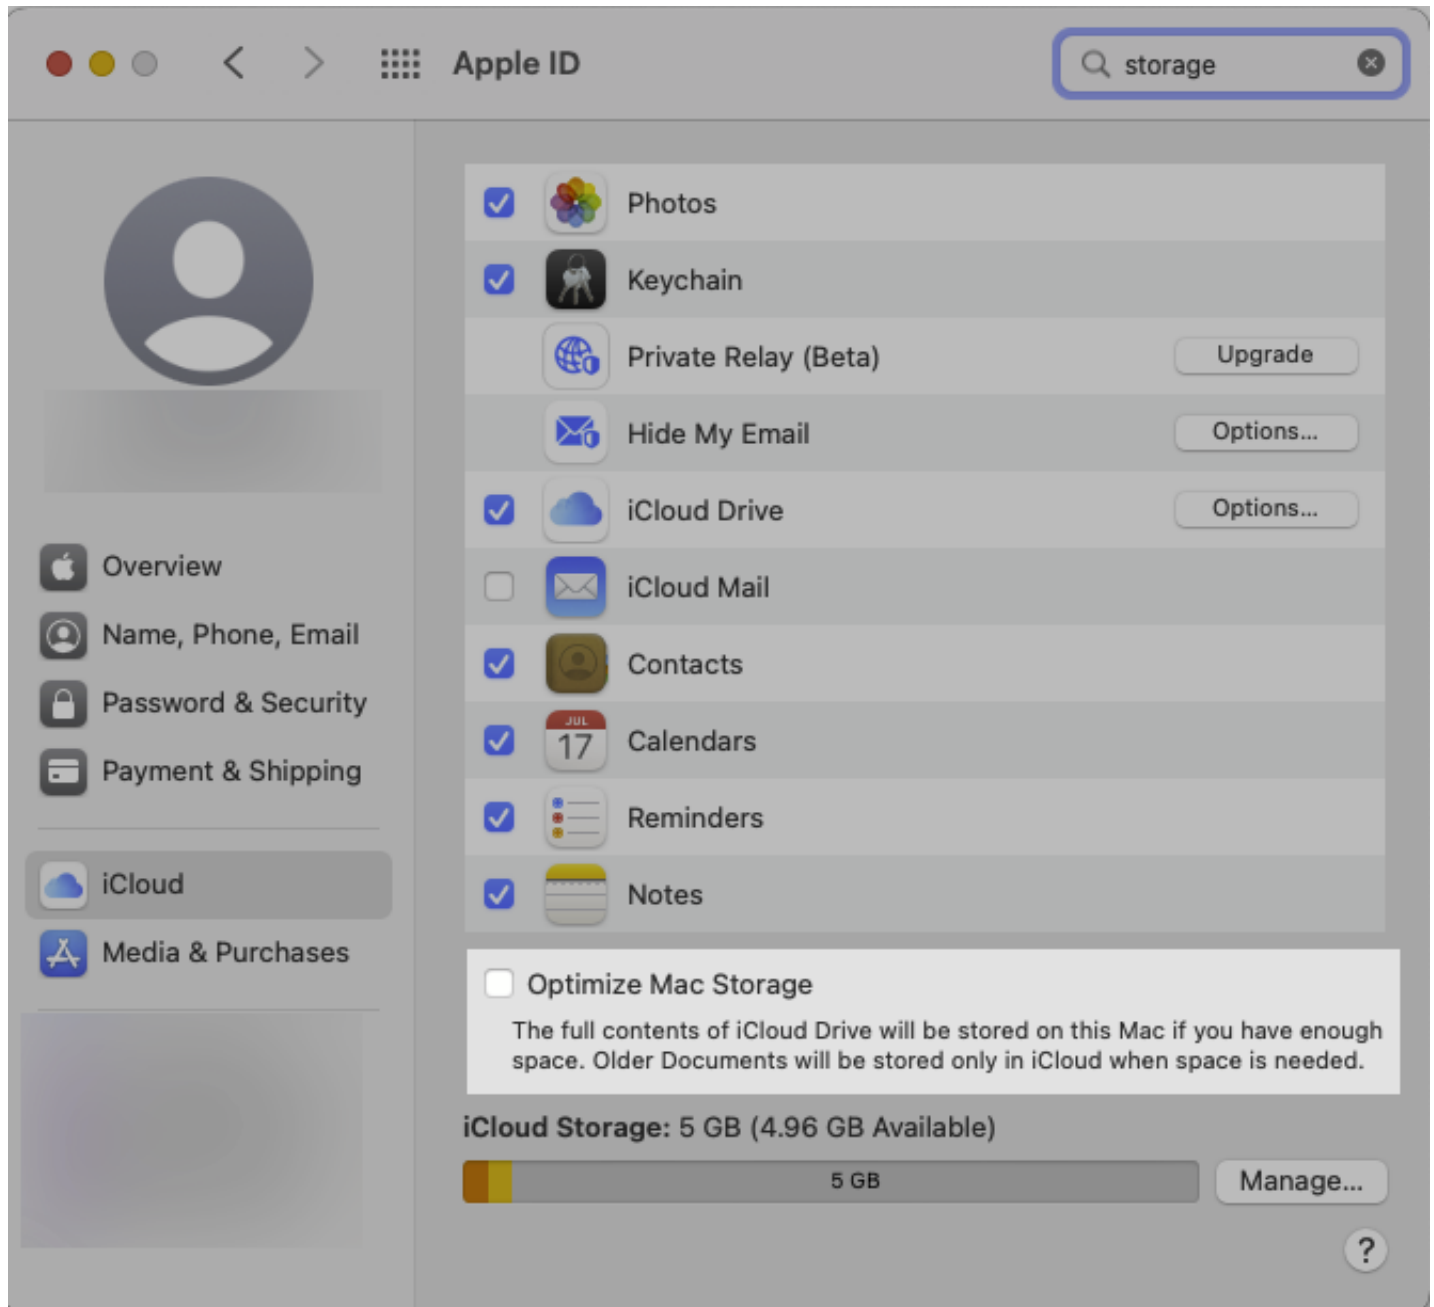 Apple ID
storage
Overview
Name, Phone, Email
Password & Security
Payment & Shipping
iCloud
Media & Purchases
Photos
Keychain
Private Relay (Beta)
Upgrade
Hide My Email
Options...
iCloud Drive
Options...
iCloud Mail
Contacts
JUL
17
Calendars
Reminders
Notes
Optimize Mac Storage
The full contents of iCloud Drive will be stored on this Mac if you have enough
space. Older Documents will be stored only in iCloud when space is needed.
iCloud Storage: 5 GB (4.96 GB Available)
5 GB
Manage...
?